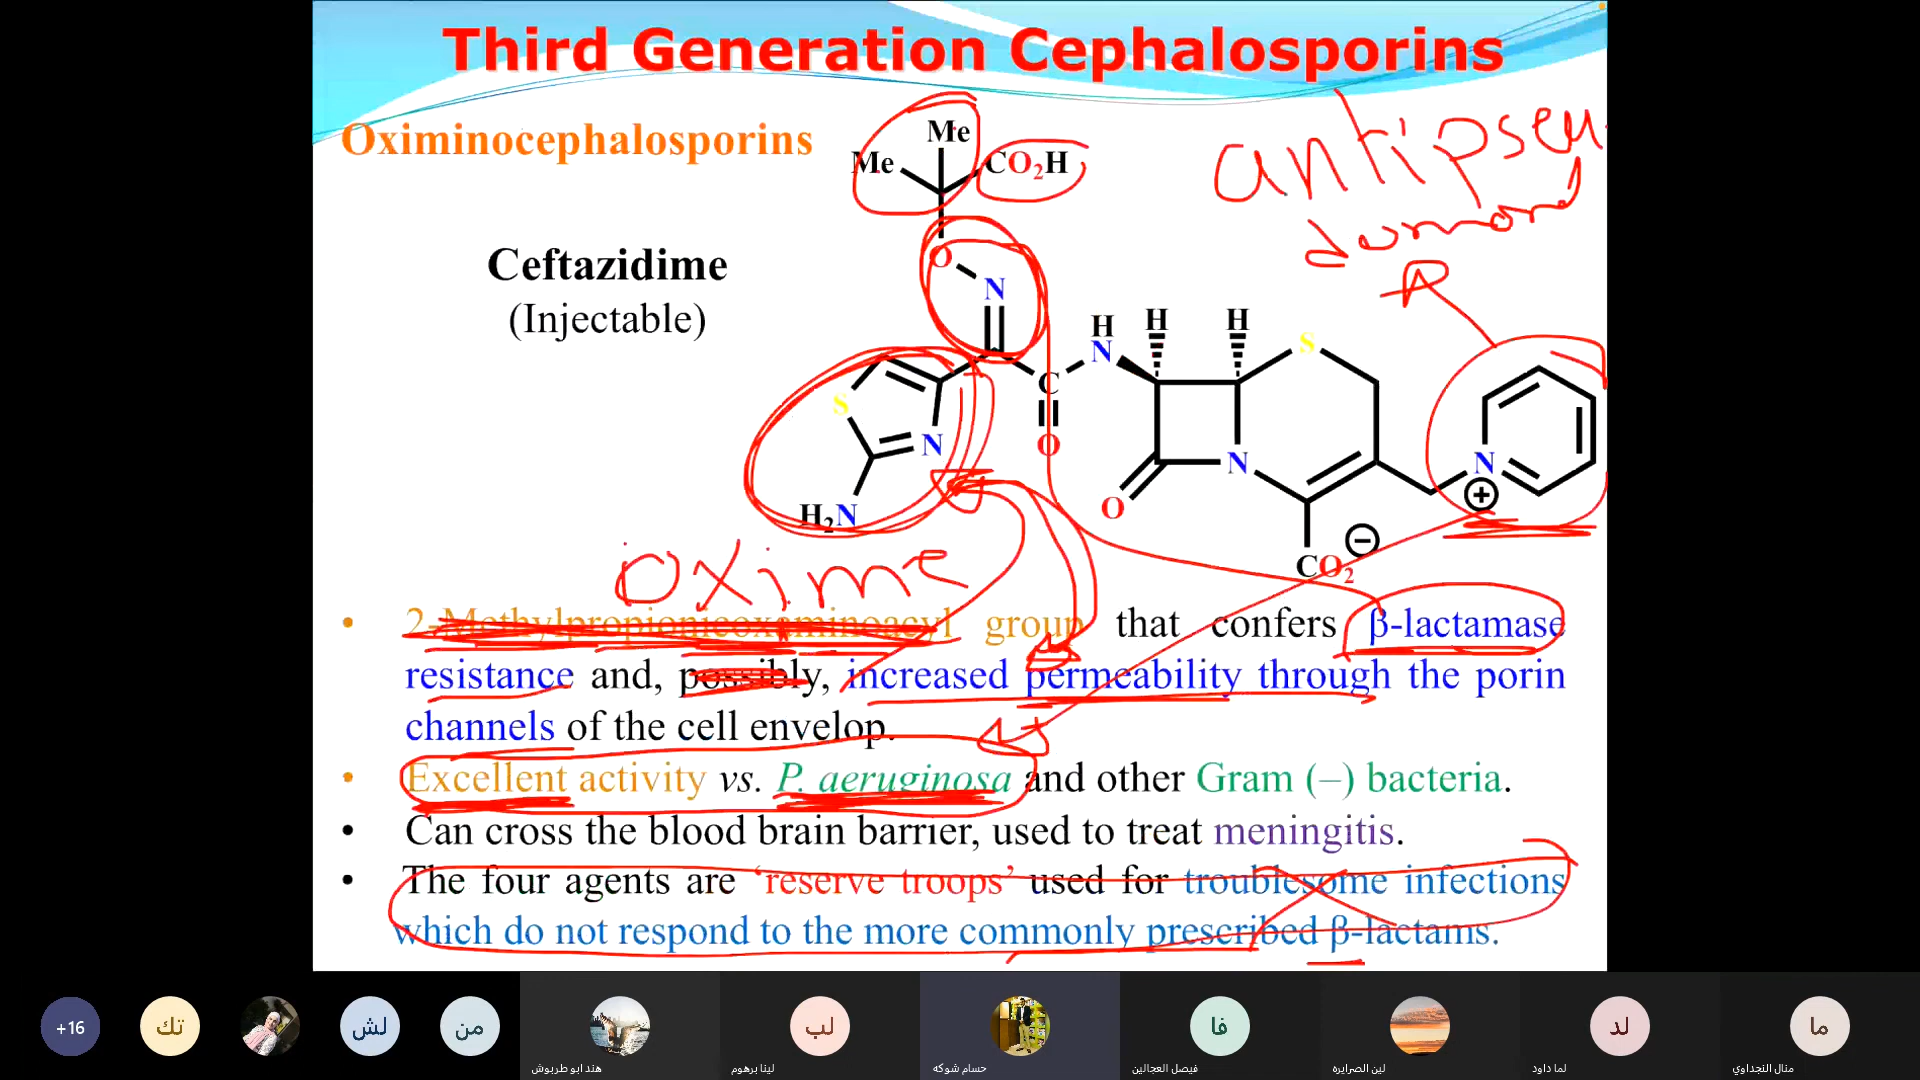 Third Generation Cephalosporins
Oximinocephalosporins
Me
Me
CO2H
antipseu
domonal
Ceftazidime
(Injectable)
O
N
H
N
H
H
S
S
C
N
O
N
N
⊕
O
H2N
⊖
CO2
oxime
• 2-Methylpropionicoxaminoacyl group that confers β-lactamase
resistance and, possibly, increased permeability through the porin
channels of the cell envelop.
• Excellent activity vs. P. aeruginosa and other Gram (–) bacteria.
• Can cross the blood brain barrier, used to treat meningitis.
• The four agents are ‘reserve troops’ used for troublesome infections
which do not respond to the more commonly prescribed β-lactams.
+16
تك
لش
من
لب
فا
لد
ما
هند ابو طربوش
لينا برهوم
حسام شوكه
فيصل العجالين
لين الصرايره
لما داود
منال النجداوي